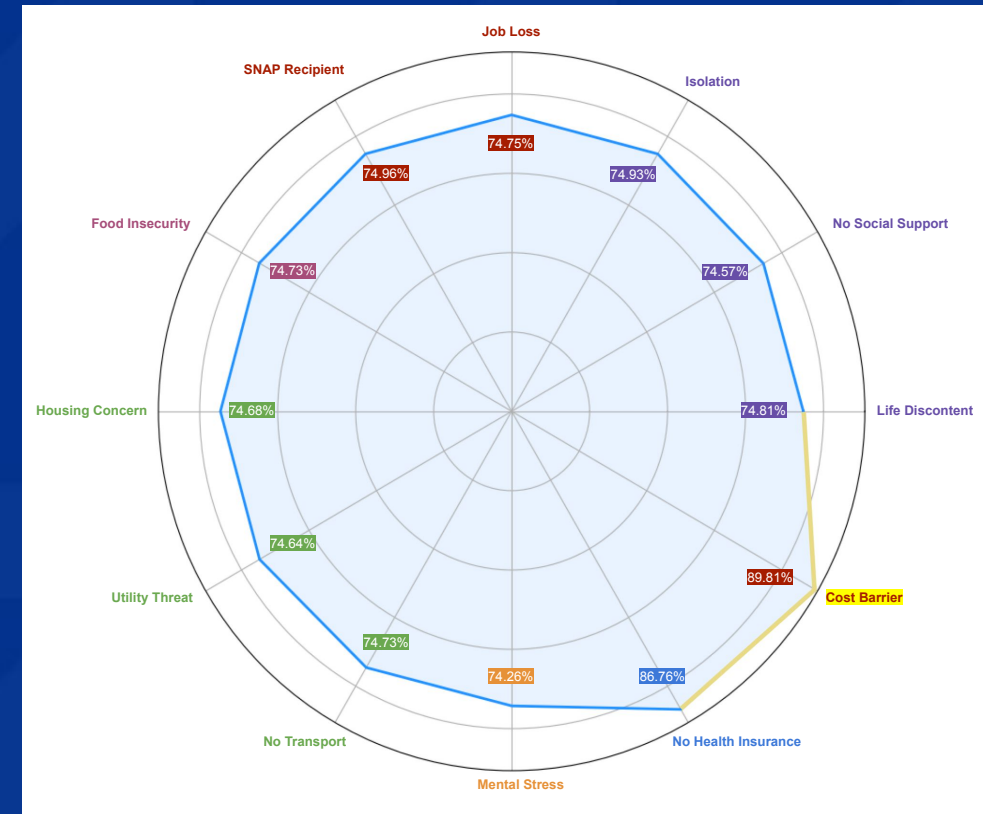 Job Loss
SNAP Recipient
Isolation
74.75%
74.96%
74.93%
Food Insecurity
No Social Support
74.73%
74.57%
Housing Concern
74.68%
74.81%
Life Discontent
74.64%
89.81%
Utility Threat
Cost Barrier
74.73%
74.26%
86.76%
No Transport
No Health Insurance
Mental Stress